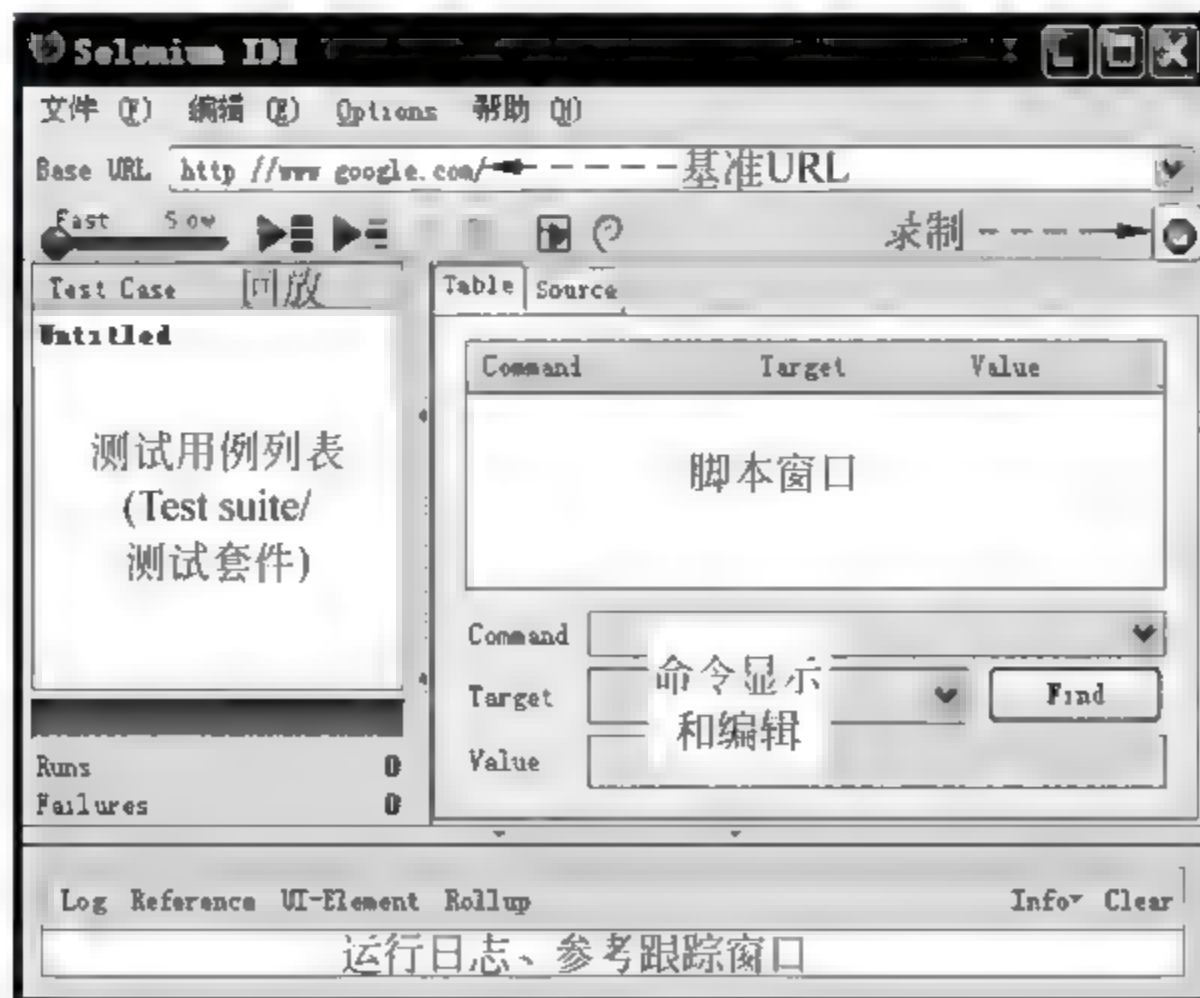 Selenium IDE
文件 (F) 编辑 (E) Options 帮助 (H)
Base URL http //www google.com/ 基准URL
Fast Slow 录制
Test Case 回放 Table Source
Untitled
Command Target Value
测试用例列表
(Test suite/
测试套件)
脚本窗口
Command
Target 命令显示 Find
和编辑
Value
Runs 0
Failures 0
Log Reference UI-Element Rollup Info Clear
运行日志、参考跟踪窗口